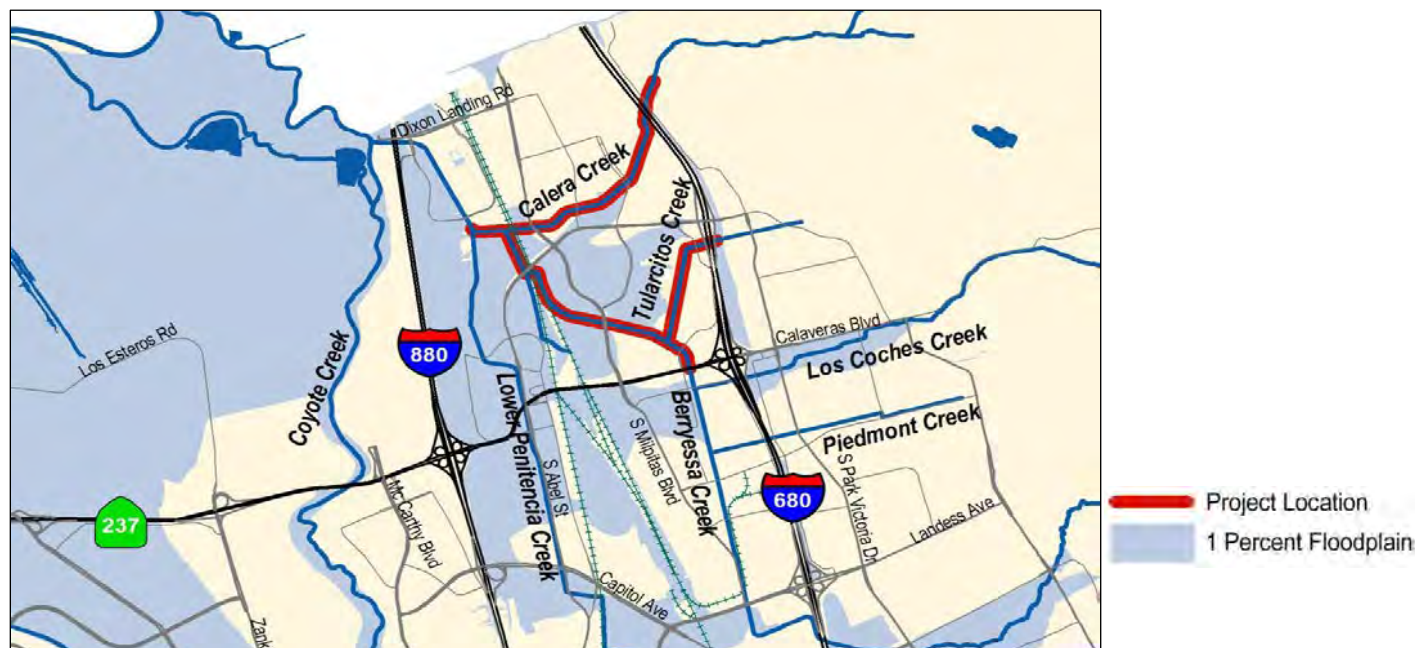 Dixon Landing Rd
Calera Creek
Tularcitos Creek
Los Esteros Rd
Coyote Creek
880
Calaveras Blvd
Los Coches Creek
Lower Penitencia Creek
Berryessa Creek
Piedmont Creek
S Milpitas Blvd
S Abel St
S Park Victoria Dr
680
237
McCarthy Blvd
Landess Ave
Capitol Ave
Zank
Project Location
1 Percent Floodplain